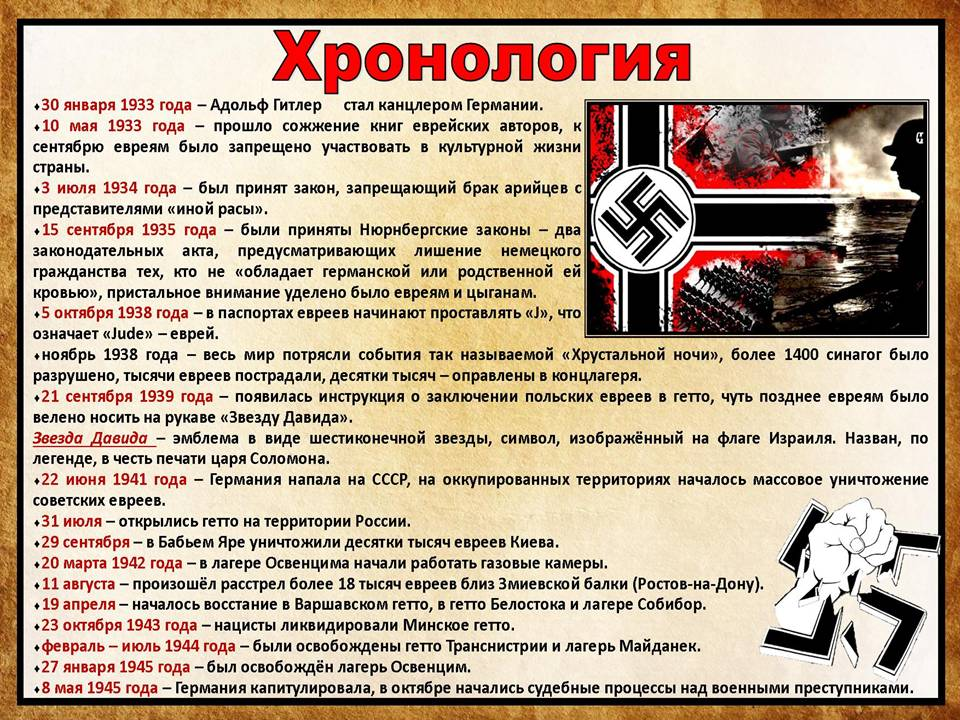 Хронология
⬧30 января 1933 года – Адольф Гитлер стал канцлером Германии.
⬧10 мая 1933 года – прошло сожжение книг еврейских авторов, к
сентябрю евреям было запрещено участвовать в культурной жизни
страны.
⬧3 июля 1934 года – был принят закон, запрещающий брак арийцев с
представителями «иной расы».
⬧15 сентября 1935 года – были приняты Нюрнбергские законы – два
законодательных акта, предусматривающих лишение немецкого
гражданства тех, кто не «обладает германской или родственной ей
кровью», пристальное внимание уделено было евреям и цыганам.
⬧5 октября 1938 года – в паспортах евреев начинают проставлять «J», что
означает «Jude» – еврей.
⬧ноябрь 1938 года – весь мир потрясли события так называемой «Хрустальной ночи», более 1400 синагог было
разрушено, тысячи евреев пострадали, десятки тысяч – оправлены в концлагеря.
⬧21 сентября 1939 года – появилась инструкция о заключении польских евреев в гетто, чуть позднее евреям было
велено носить на рукаве «Звезду Давида».
Звезда Давида – эмблема в виде шестиконечной звезды, символ, изображённый на флаге Израиля. Назван, по
легенде, в честь печати царя Соломона.
⬧22 июня 1941 года – Германия напала на СССР, на оккупированных территориях началось массовое уничтожение
советских евреев.
⬧31 июля – открылись гетто на территории России.
⬧29 сентября – в Бабьем Яре уничтожили десятки тысяч евреев Киева.
⬧20 марта 1942 года – в лагере Освенцима начали работать газовые камеры.
⬧11 августа – произошёл расстрел более 18 тысяч евреев близ Змиевской балки (Ростов-на-Дону).
⬧19 апреля – началось восстание в Варшавском гетто, в гетто Белостока и лагере Собибор.
⬧23 октября 1943 года – нацисты ликвидировали Минское гетто.
⬧февраль – июль 1944 года – были освобождены гетто Транснистрии и лагерь Майданек.
⬧27 января 1945 года – был освобождён лагерь Освенцим.
⬧8 мая 1945 года – Германия капитулировала, в октябре начались судебные процессы над военными преступниками.